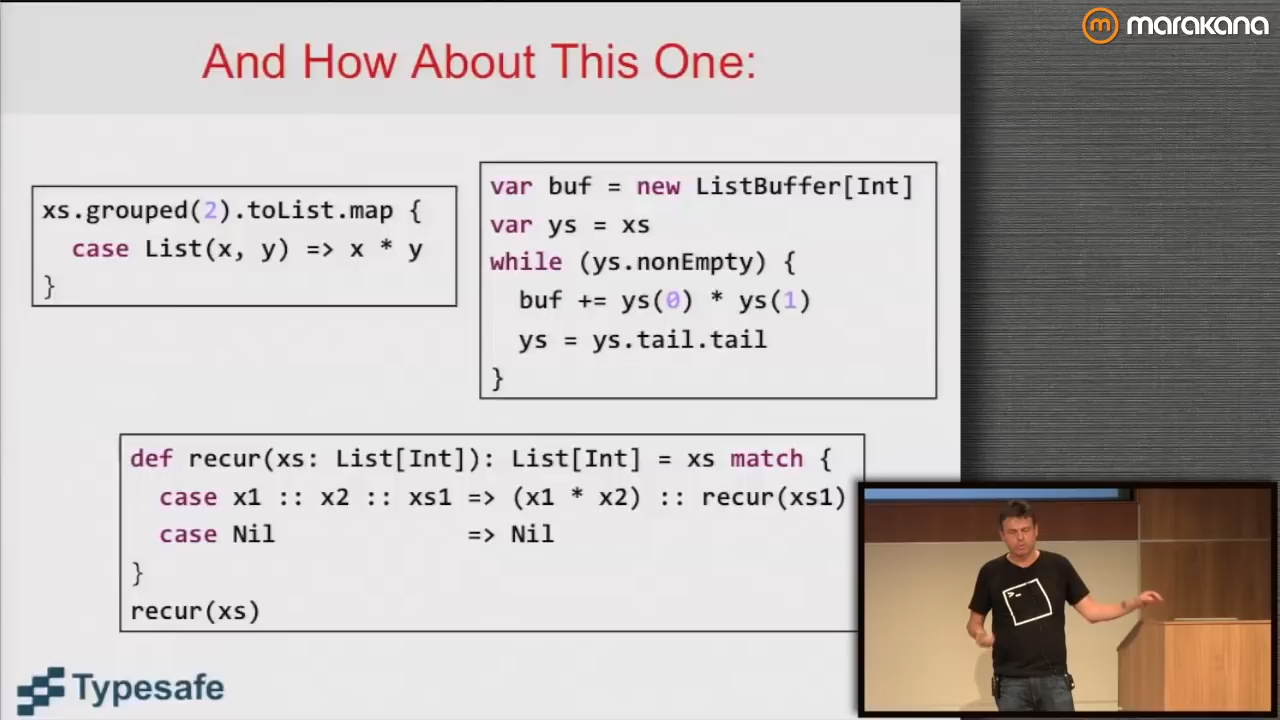 marakana
And How About This One:
xs.grouped(2).toList.map {
case List(x, y) => x * y
}
var buf = new ListBuffer[Int]
var ys = xs
while (ys.nonEmpty) {
buf += ys(0) * ys(1)
ys = ys.tail.tail
}
def recur(xs: List[Int]): List[Int] = xs match {
case x1 :: x2 :: xs1 => (x1 * x2) :: recur(xs1)
case Nil => Nil
}
recur(xs)
>_
Typesafe